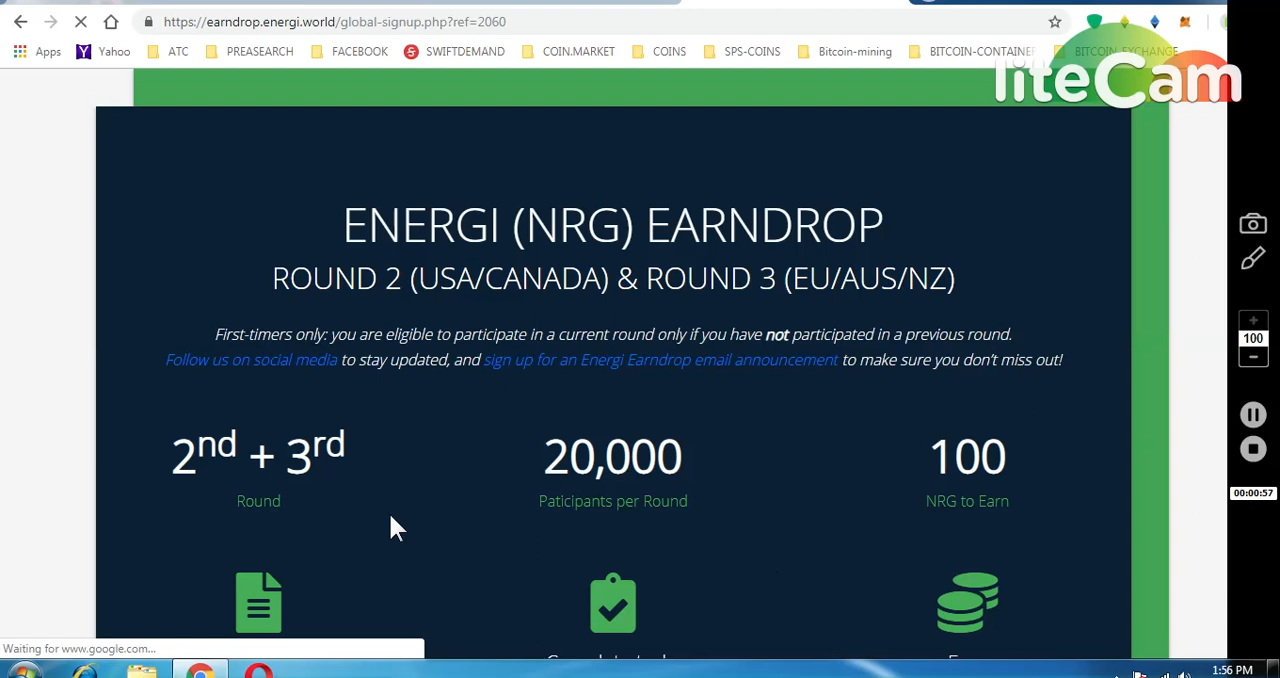 https://earndrop.energi.world/global-signup.php?ref=2060
Apps Yahoo ATC PREASEARCH FACEBOOK SWIFTDEMAND COIN.MARKET COINS SPS-COINS Bitcoin-mining BITCOIN-CONTAINE BITCOIN-EXCHANGE
liteCam
ENERGI (NRG) EARNDROP
ROUND 2 (USA/CANADA) & ROUND 3 (EU/AUS/NZ)
First-timers only: you are eligible to participate in a current round only if you have not participated in a previous round.
Follow us on social media to stay updated, and sign up for an Energi Earndrop email announcement to make sure you don't miss out!
2nd + 3rd
Round
20,000
Paticipants per Round
100
NRG to Earn
100
00:00:57
Waiting for www.google.com...
1:56 PM